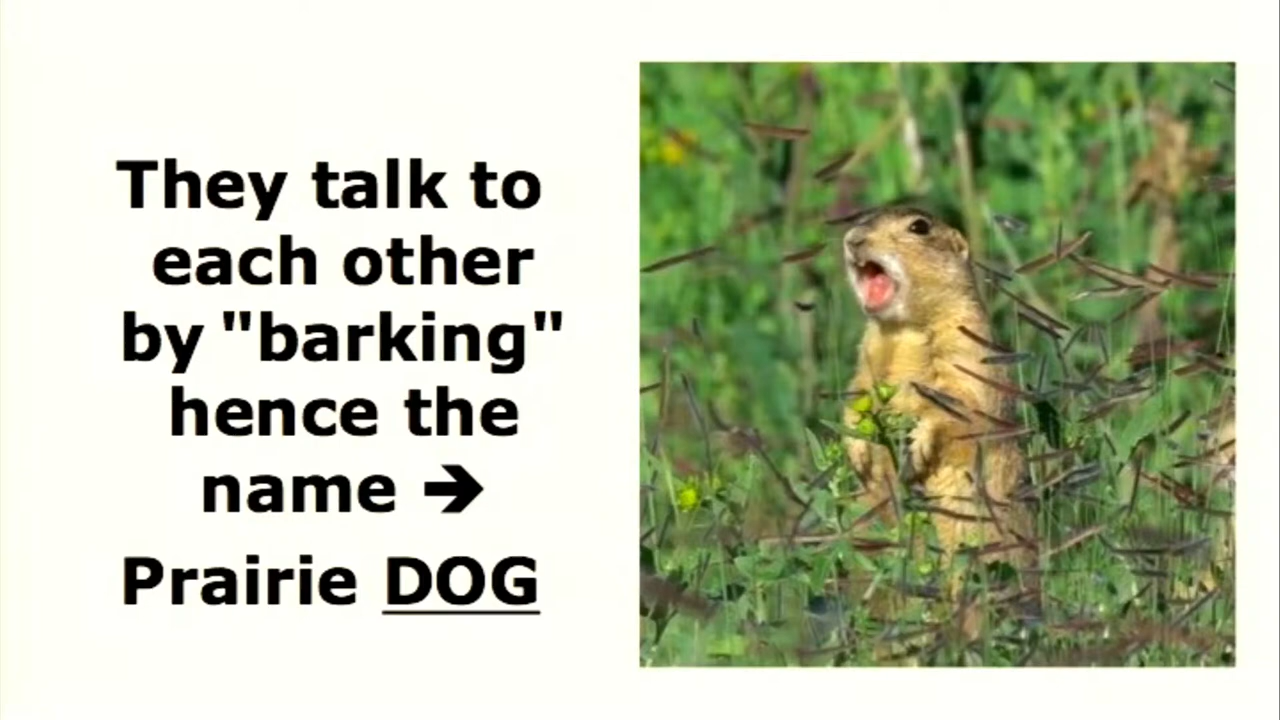 They talk to
each other
by "barking"
hence the
name ➔
Prairie DOG